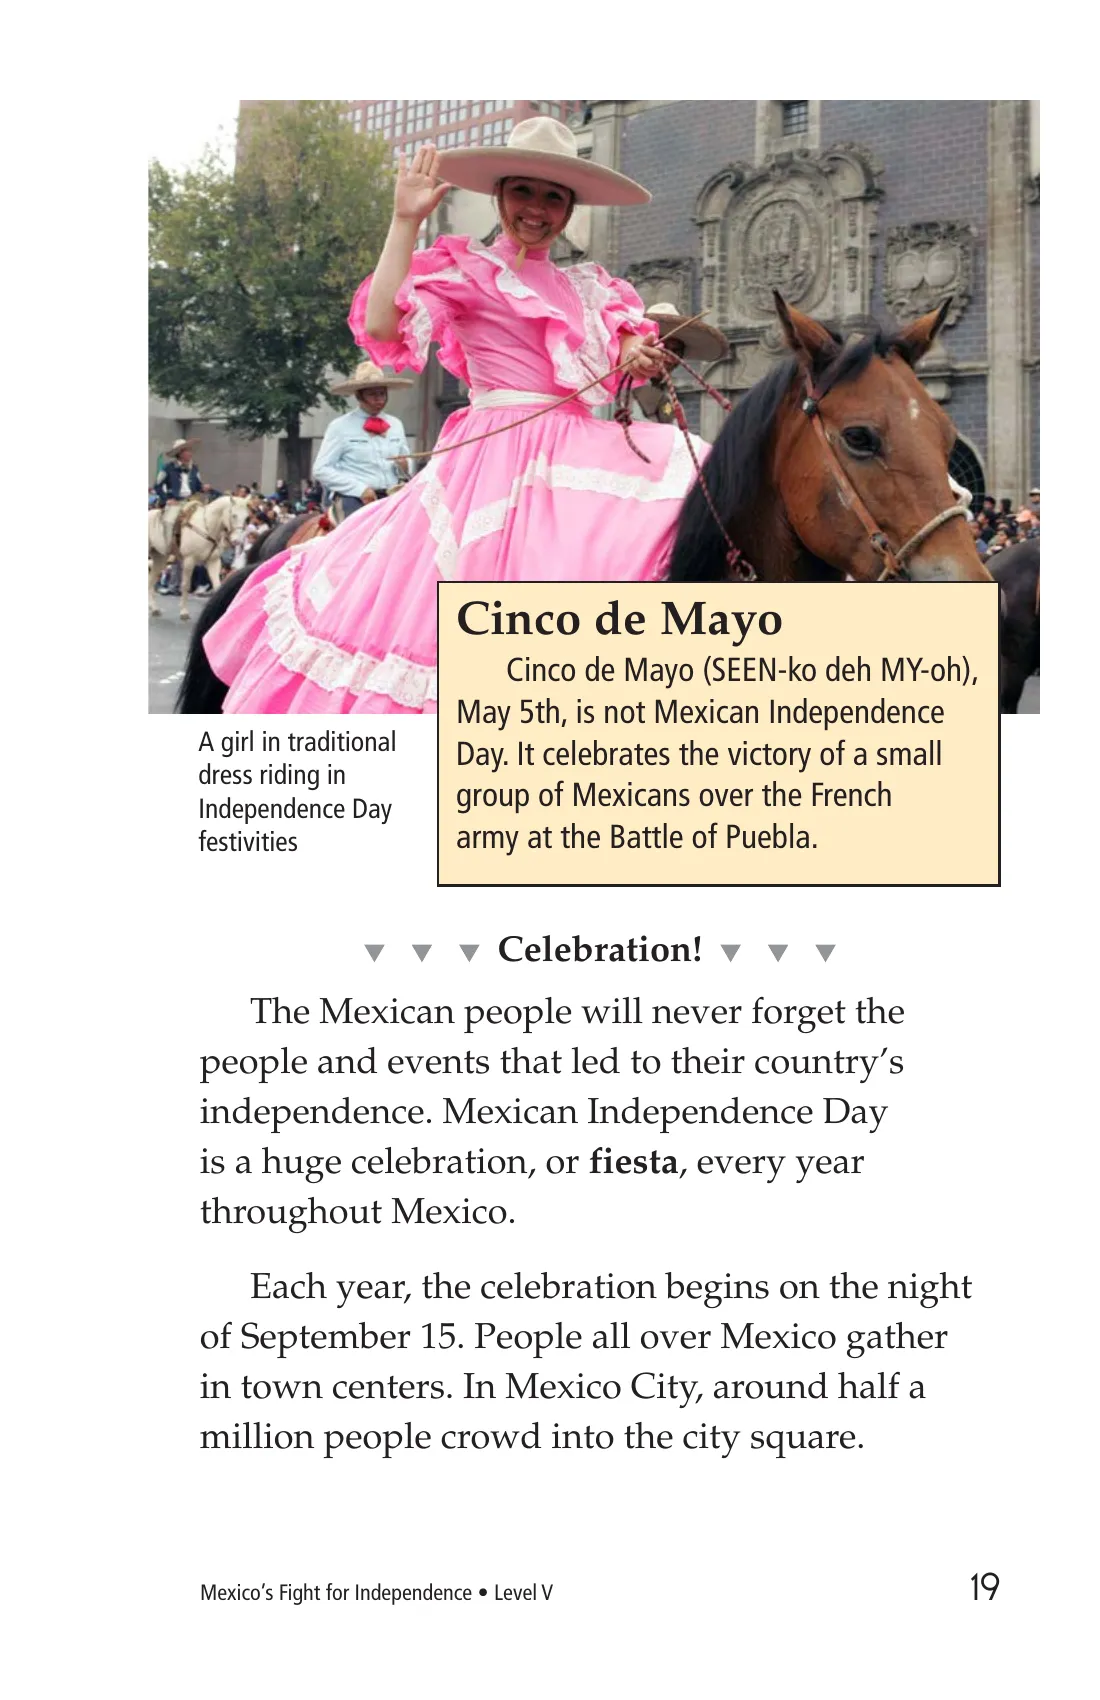 Cinco de Mayo
Cinco de Mayo (SEEN-ko deh MY-oh),
May 5th, is not Mexican Independence
Day. It celebrates the victory of a small
group of Mexicans over the French
army at the Battle of Puebla.
A girl in traditional
dress riding in
Independence Day
festivities
Celebration!
The Mexican people will never forget the
people and events that led to their country’s
independence. Mexican Independence Day
is a huge celebration, or fiesta, every year
throughout Mexico.
Each year, the celebration begins on the night
of September 15. People all over Mexico gather
in town centers. In Mexico City, around half a
million people crowd into the city square.
Mexico’s Fight for Independence • Level V
19